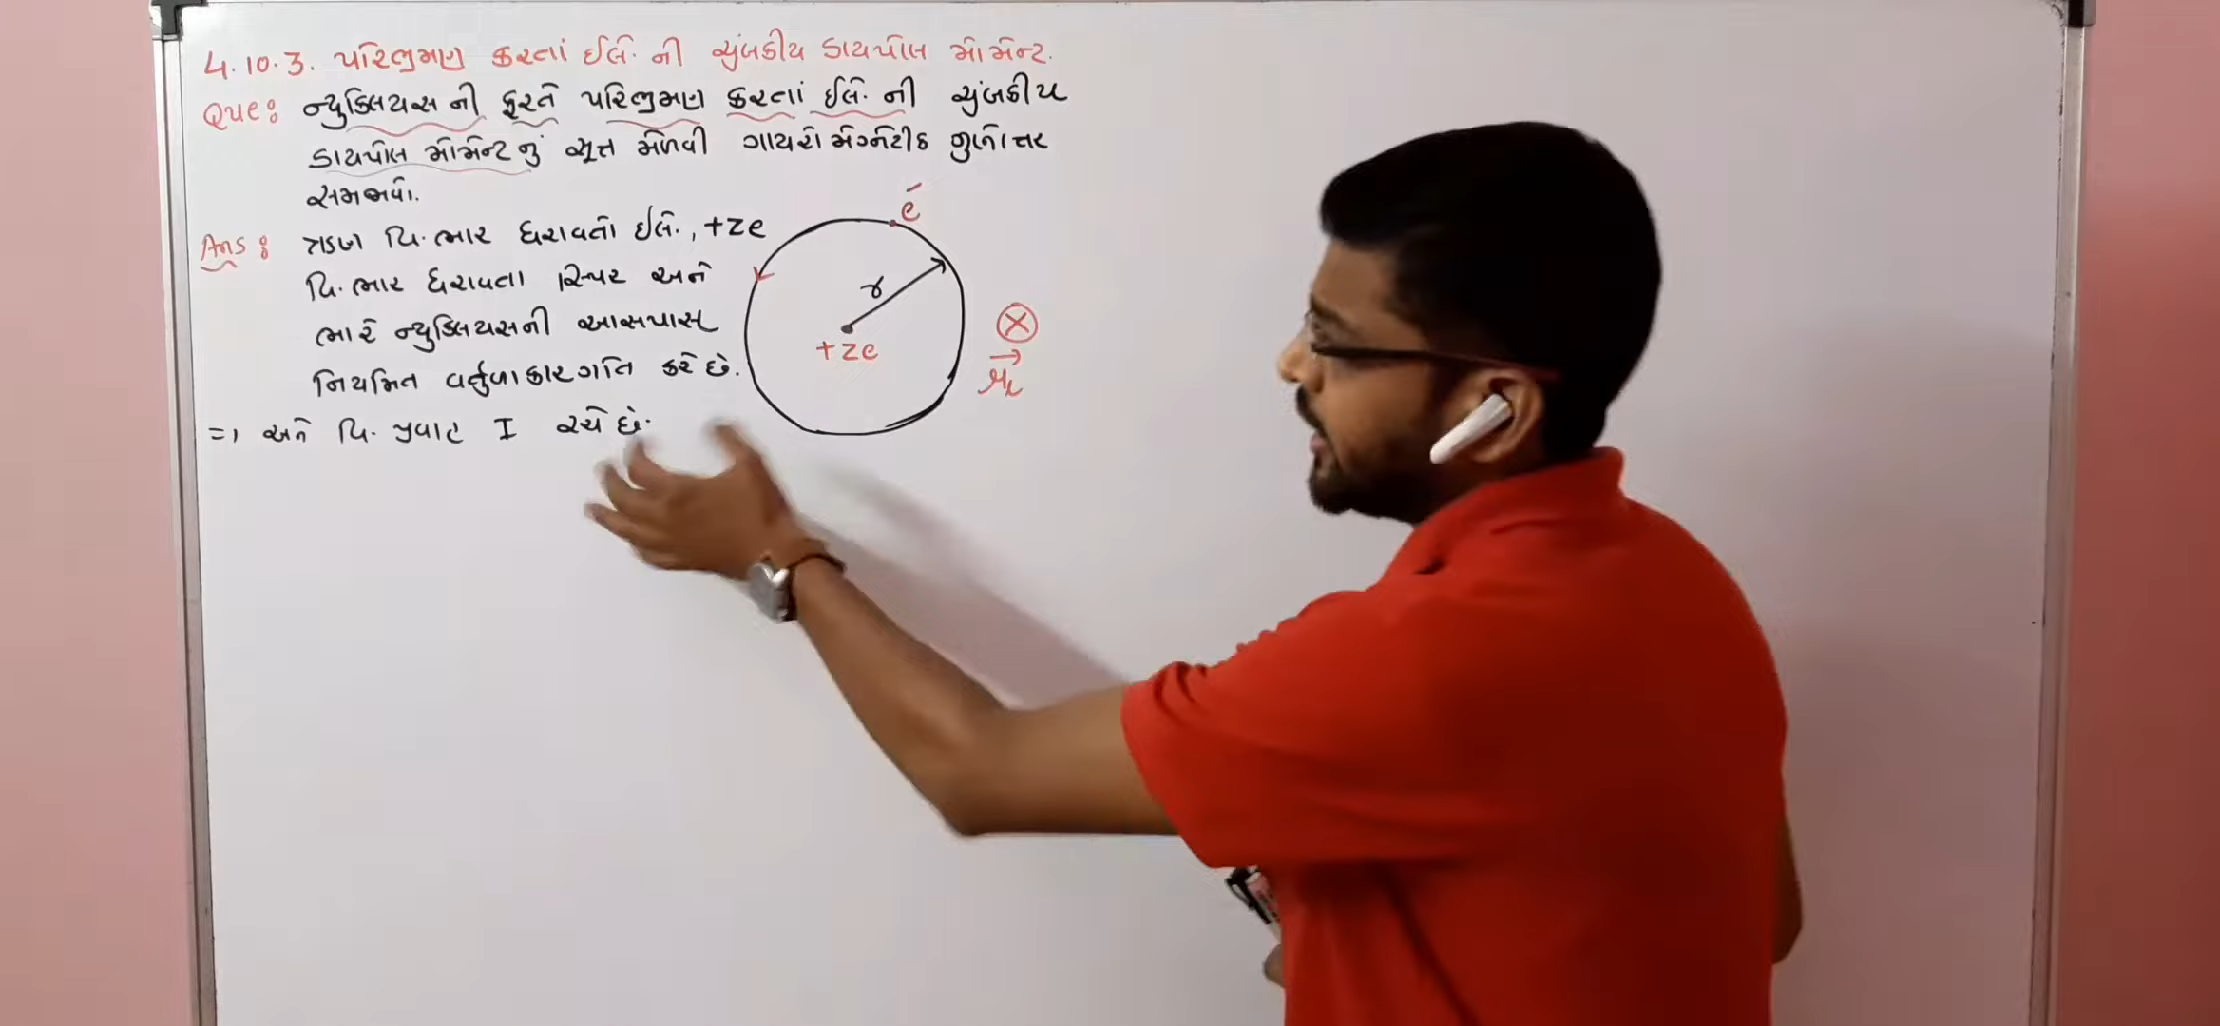 4.10.3. પરિભ્રમણ કરતાં ઈલે. ની ચુંબકીય ડાયપોલ મોમેન્ટ.
Que: ન્યુક્લિયસ ની ફરતે પરિભ્રમણ કરતાં ઈલે. ની ચુંબકીય
ડાયપોલ મોમેન્ટ નું સૂત્ર મેળવી ગાયરોમેગ્નેટીક ગુણોત્તર
સમજાવો.
Ans: ઋણ વિ.ભાર ધરાવતો ઈલે., +ze
વિ.ભાર ધરાવતા સ્થિર અને
ભારે ન્યુક્લિયસની આસપાસ
નિયમિત વર્તુળાકાર ગતિ કરે છે.
=) અને વિ. પ્રવાહ I રચે છે.
e⁻
r
+ze